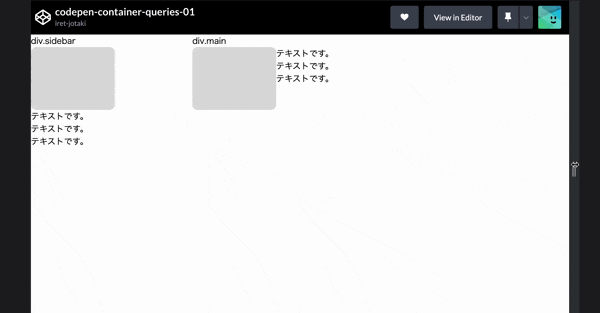 codepen-container-queries-01
iret-jotaki
View in Editor
div.sidebar
テキストです。
テキストです。
テキストです。
div.main
テキストです。
テキストです。
テキストです。